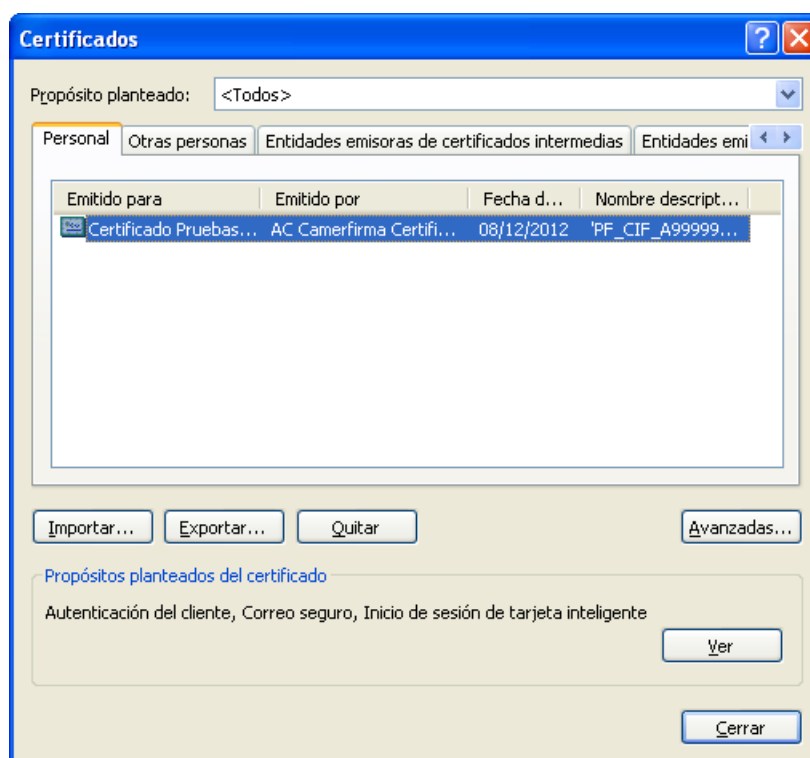 Certificados
Propósito planteado: <Todos>
Personal Otras personas Entidades emisoras de certificados intermedias Entidades emi
Emitido para Emitido por Fecha d... Nombre descript...
Certificado Pruebas... AC Camerfirma Certifi... 08/12/2012 'PF_CIF_A99999...
Importar... Exportar... Quitar Avanzadas...
Propósitos planteados del certificado
Autenticación del cliente, Correo seguro, Inicio de sesión de tarjeta inteligente
Ver
Cerrar